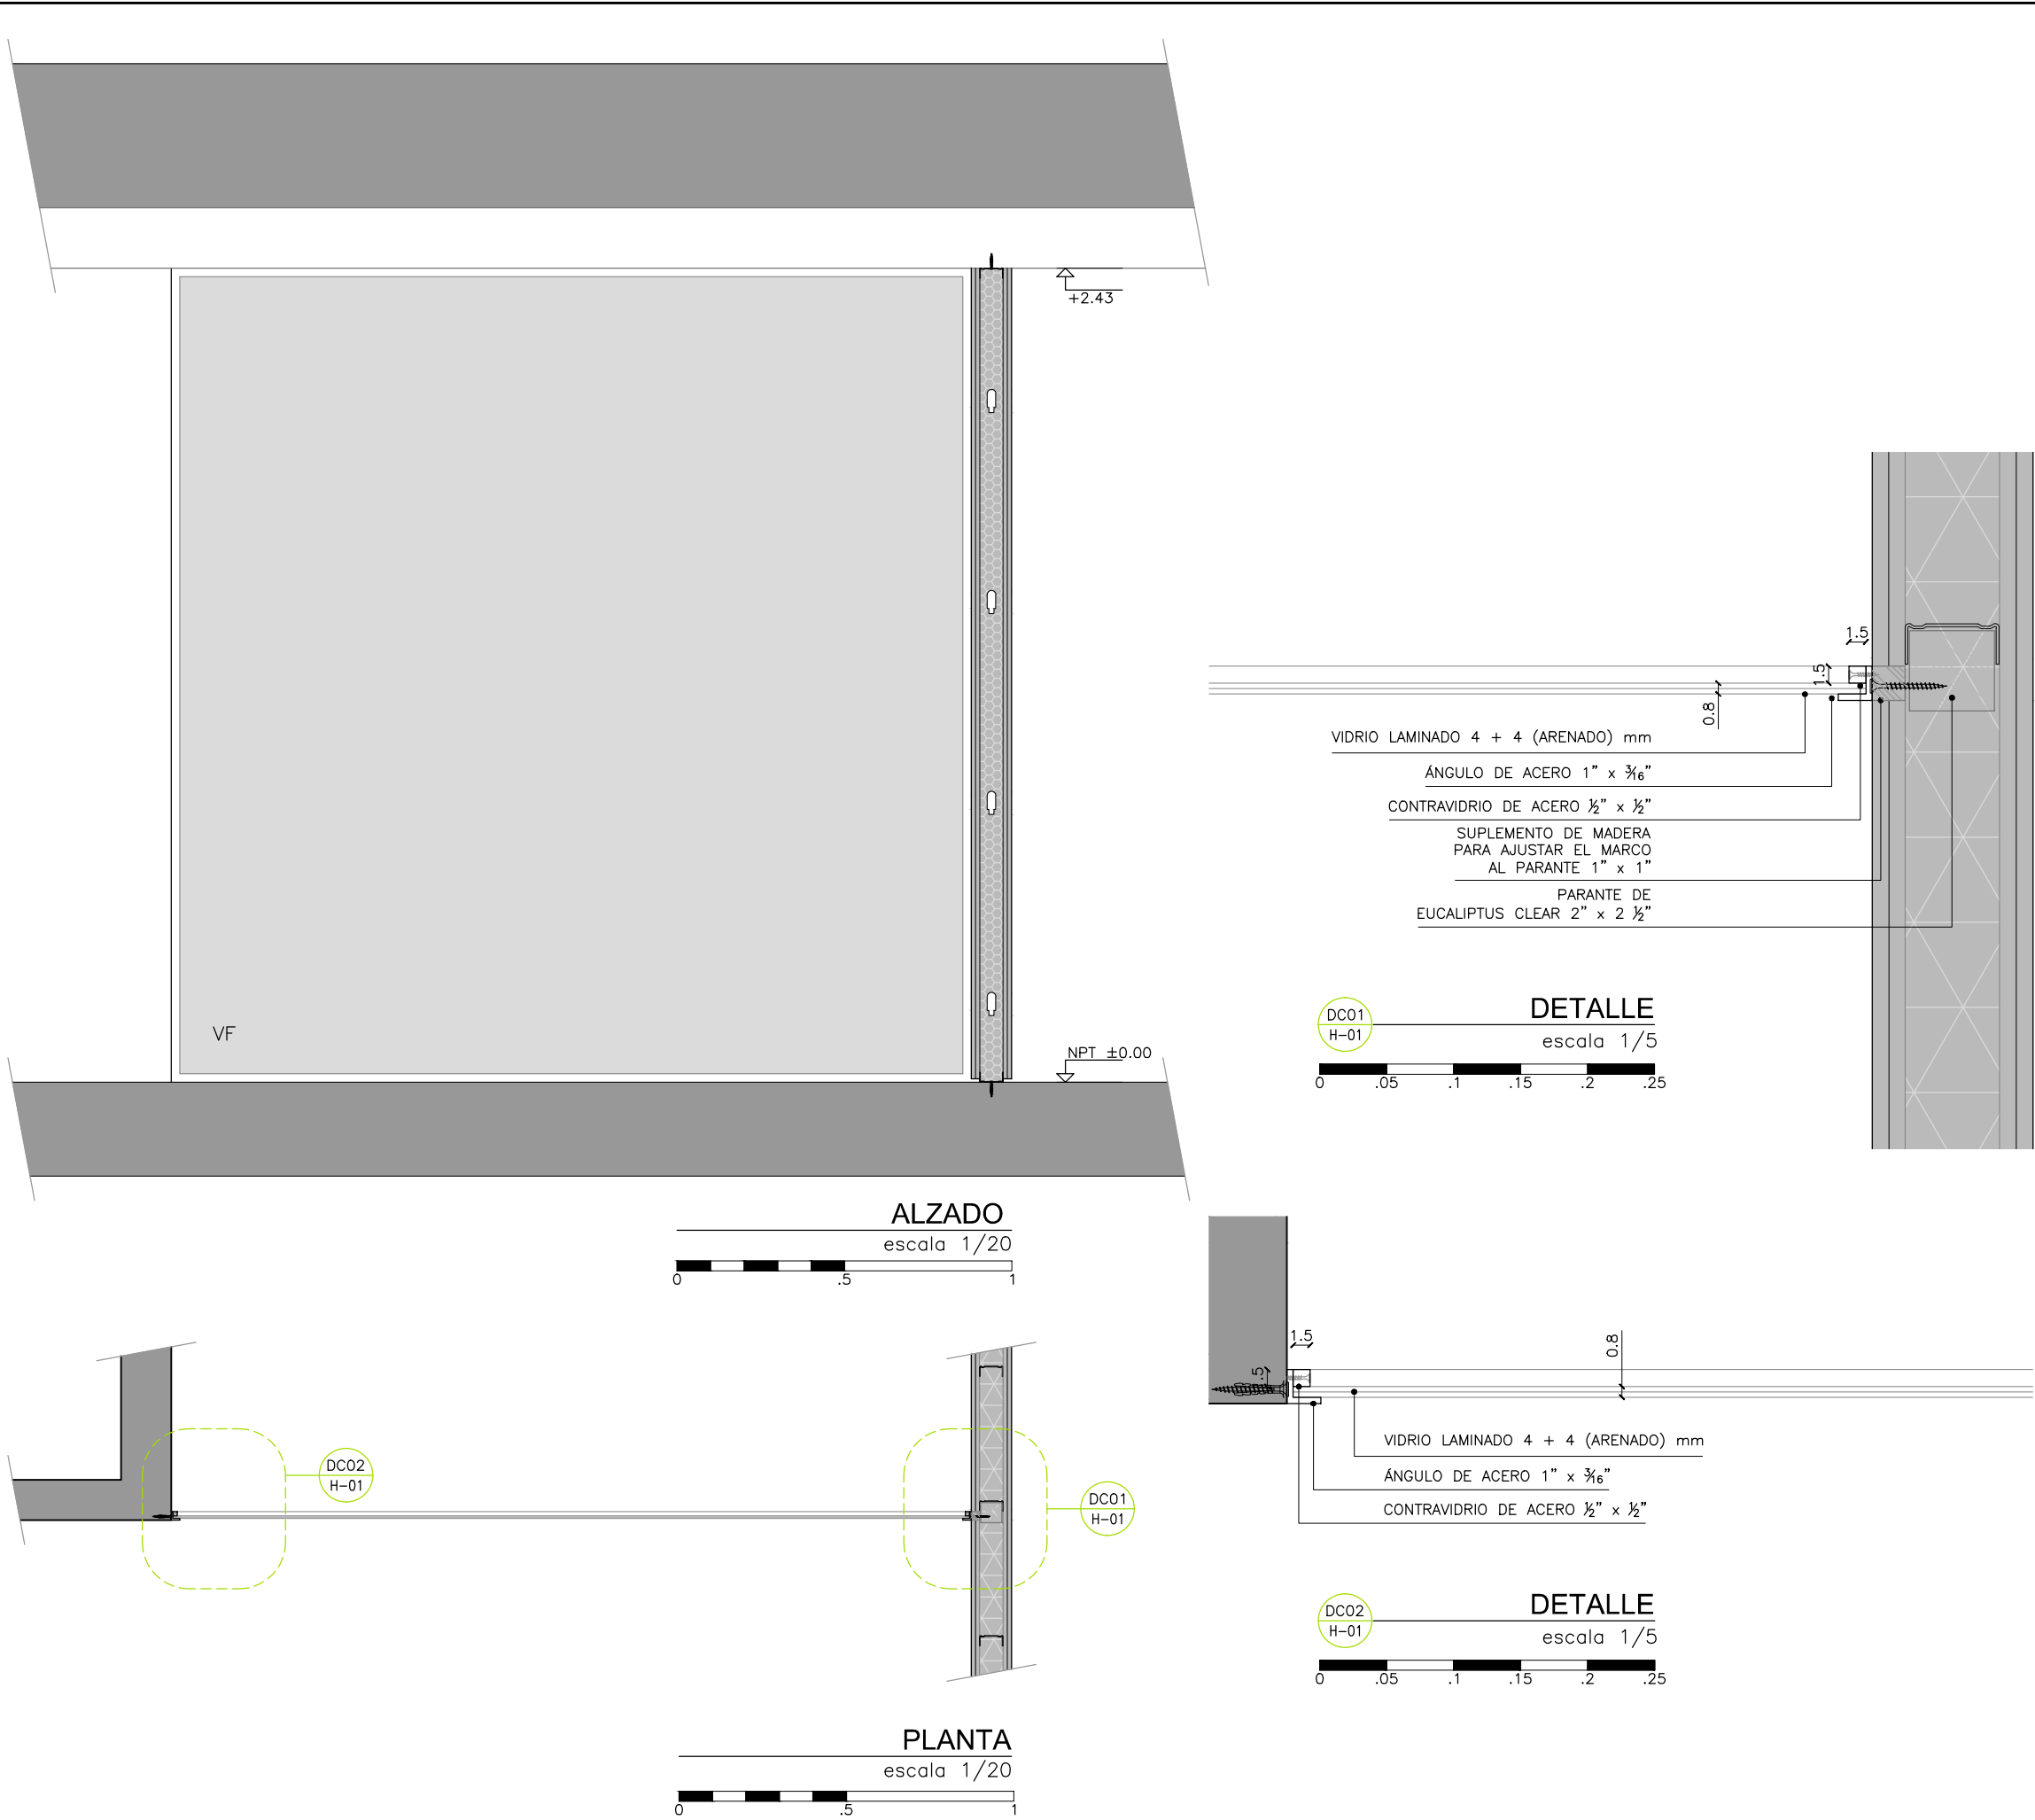 +2.43
VF
NPT ±0.00
ALZADO
escala 1/20
0 .5 1
DC02
H-01
DC01
H-01
PLANTA
escala 1/20
0 .5 1
1.5
1.5
0.8
VIDRIO LAMINADO 4 + 4 (ARENADO) mm
ÁNGULO DE ACERO 1" x 3/16"
CONTRAVIDRIO DE ACERO ½" x ½"
SUPLEMENTO DE MADERA
PARA AJUSTAR EL MARCO
AL PARANTE 1" x 1"
PARANTE DE
EUCALIPTUS CLEAR 2" x 2 ½"
DC01
H-01
DETALLE
escala 1/5
0 .05 .1 .15 .2 .25
1.5
.5
0.8
VIDRIO LAMINADO 4 + 4 (ARENADO) mm
ÁNGULO DE ACERO 1" x 3/16"
CONTRAVIDRIO DE ACERO ½" x ½"
DC02
H-01
DETALLE
escala 1/5
0 .05 .1 .15 .2 .25